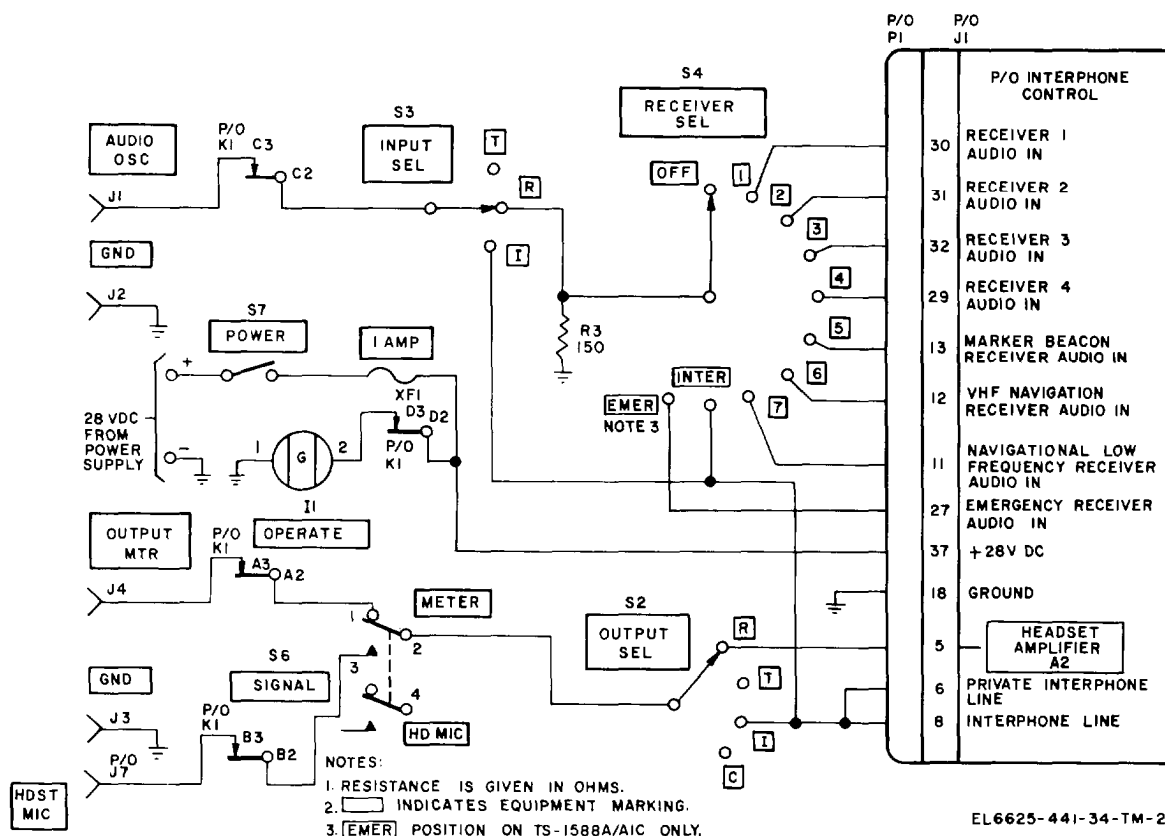 P/O P1
P/O J1
P/O INTERPHONE CONTROL
AUDIO OSC
P/O K1
C3
C2
J1
S3
INPUT SEL
T
R
I
S4
RECEIVER SEL
OFF
1
2
3
4
5
6
7
INTER
EMER
NOTE 3
R3
150
30 RECEIVER 1 AUDIO IN
31 RECEIVER 2 AUDIO IN
32 RECEIVER 3 AUDIO IN
29 RECEIVER 4 AUDIO IN
13 MARKER BEACON RECEIVER AUDIO IN
12 VHF NAVIGATION RECEIVER AUDIO IN
11 NAVIGATIONAL LOW FREQUENCY RECEIVER AUDIO IN
27 EMERGENCY RECEIVER AUDIO IN
37 +28V DC
18 GROUND
5 HEADSET AMPLIFIER A2
6 PRIVATE INTERPHONE LINE
8 INTERPHONE LINE
GND
J2
S7
POWER
1 AMP
XF1
+
28 VDC FROM POWER SUPPLY
-
1
G
2
D3
D2
P/O K1
I1
OPERATE
OUTPUT MTR
P/O K1
A3
A2
J4
METER
1
2
3
4
S6
SIGNAL
HD MIC
GND
J3
P/O K1
B3
B2
P/O J7
HDST MIC
S2
OUTPUT SEL
R
T
I
C
NOTES:
1. RESISTANCE IS GIVEN IN OHMS.
2. INDICATES EQUIPMENT MARKING.
3. EMER POSITION ON TS-1588A/AIC ONLY.
EL6625-441-34-TM-2